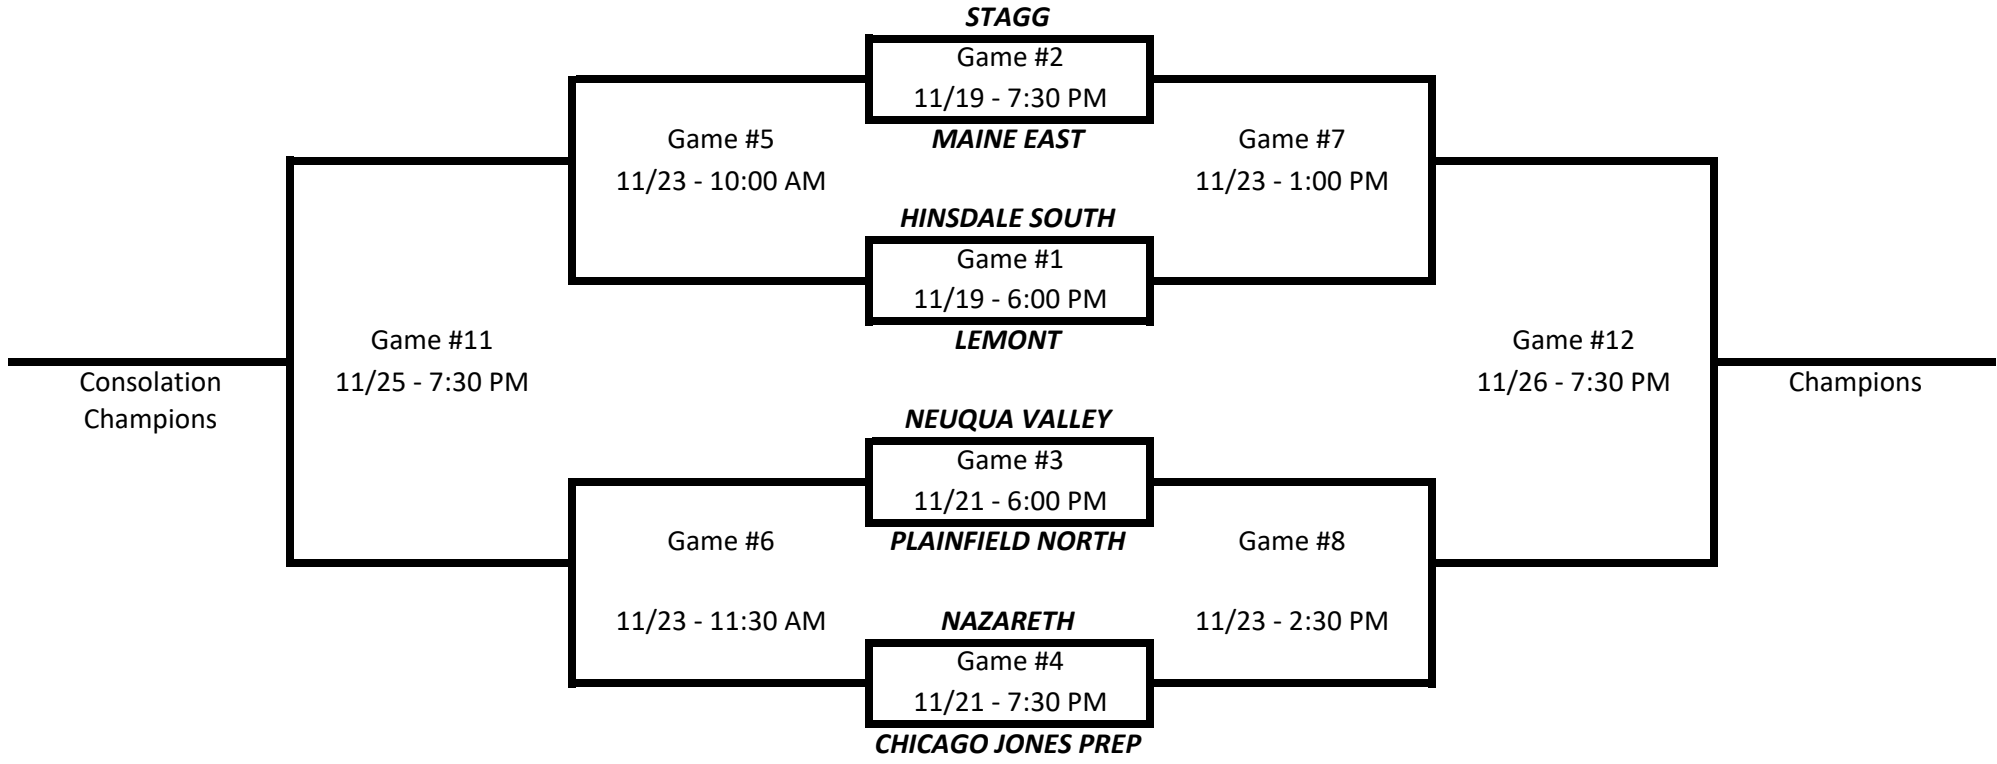 STAGG
Game #2
11/19 - 7:30 PM
MAINE EAST
Game #5
11/23 - 10:00 AM
Game #7
11/23 - 1:00 PM
HINSDALE SOUTH
Game #1
11/19 - 6:00 PM
LEMONT
Game #11
11/25 - 7:30 PM
Consolation
Champions
Game #12
11/26 - 7:30 PM
Champions
NEUQUA VALLEY
Game #3
11/21 - 6:00 PM
PLAINFIELD NORTH
Game #6
11/23 - 11:30 AM
Game #8
11/23 - 2:30 PM
NAZARETH
Game #4
11/21 - 7:30 PM
CHICAGO JONES PREP